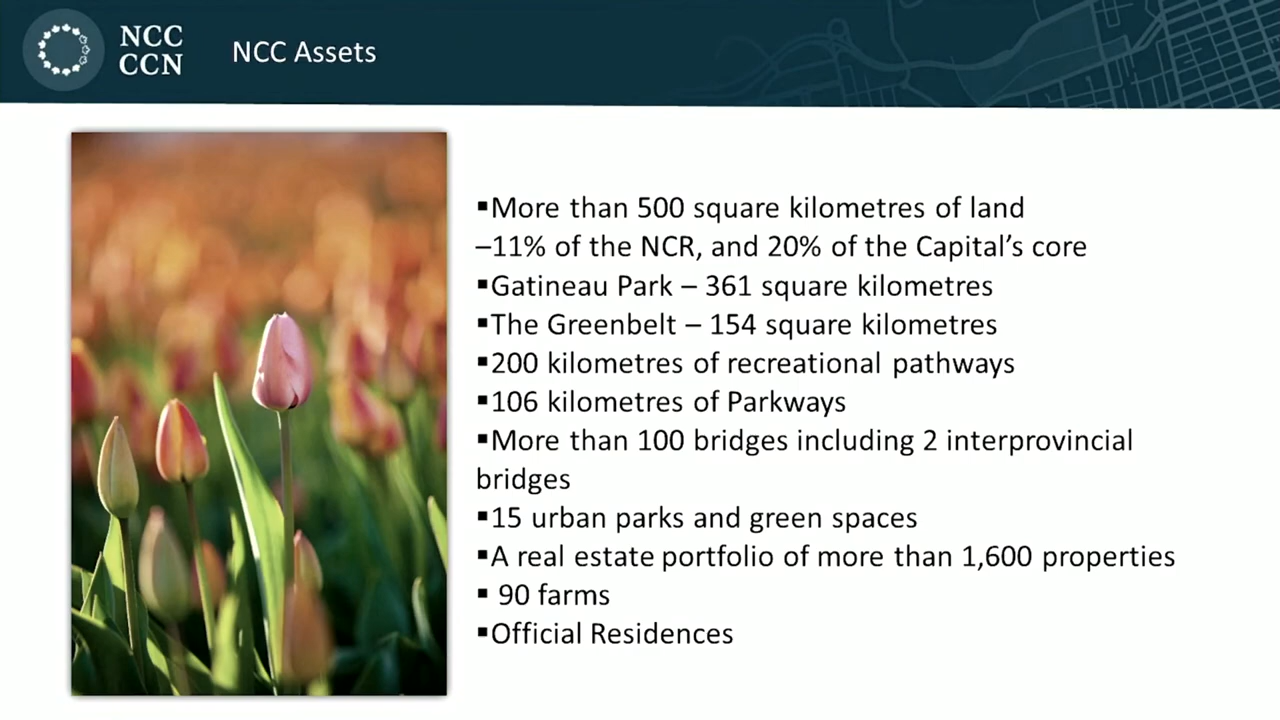 NCC
CCN
NCC Assets
▪More than 500 square kilometres of land
–11% of the NCR, and 20% of the Capital’s core
▪Gatineau Park – 361 square kilometres
▪The Greenbelt – 154 square kilometres
▪200 kilometres of recreational pathways
▪106 kilometres of Parkways
▪More than 100 bridges including 2 interprovincial
bridges
▪15 urban parks and green spaces
▪A real estate portfolio of more than 1,600 properties
▪ 90 farms
▪Official Residences